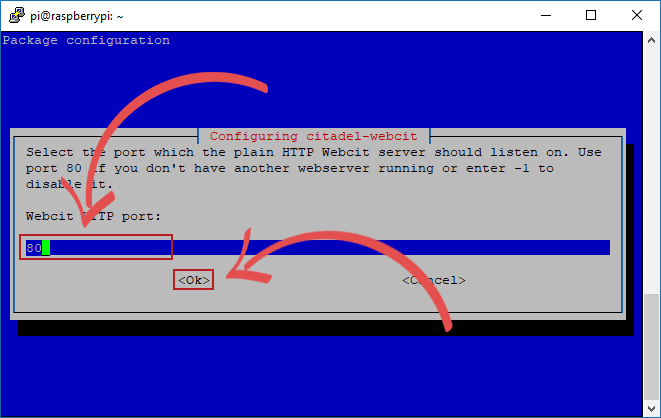 pi@raspberrypi: ~
Package configuration
Configuring citadel-webcit
Select the port which the plain HTTP Webcit server should listen on. Use
port 80 if you don't have another webserver running or enter -1 to
disable it.
Webcit HTTP port:
80
<Ok> <Cancel>